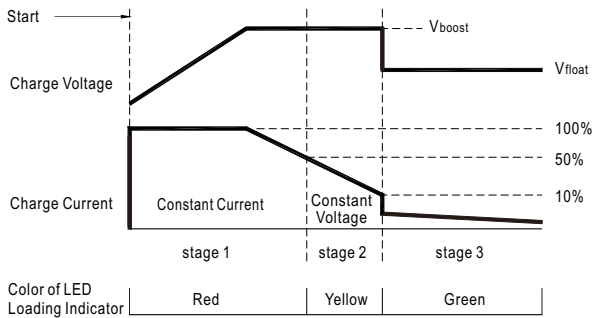 Start
Vboost
Charge Voltage
Vfloat
100%
50%
10%
Charge Current
Constant Current
Constant
Voltage
stage 1
stage 2
stage 3
Color of LED
Loading Indicator
Red
Yellow
Green